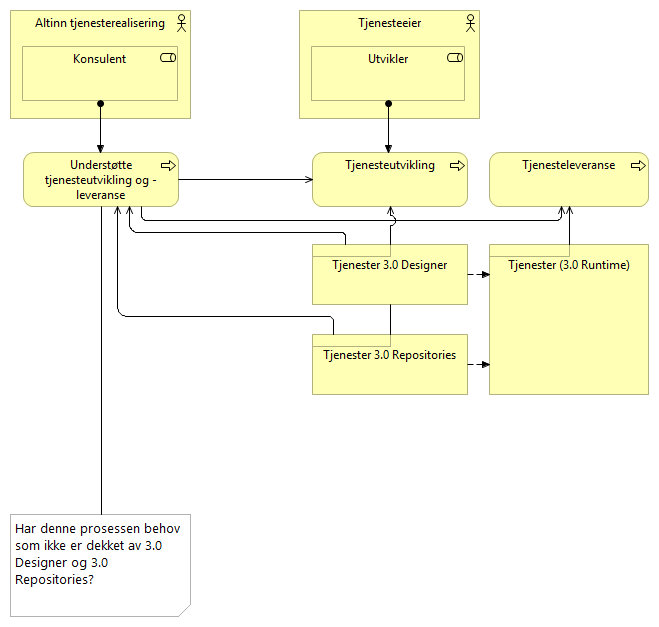 Altinn tjenesterealisering
Tjenesteeier
Konsulent
Utvikler
Understøtte
tjenesteutvikling og -
leveranse
Tjenesteutvikling
Tjenesteleveranse
Tjenester 3.0 Designer
Tjenester (3.0 Runtime)
Tjenester 3.0 Repositories
Har denne prosessen behov
som ikke er dekket av 3.0
Designer og 3.0
Repositories?